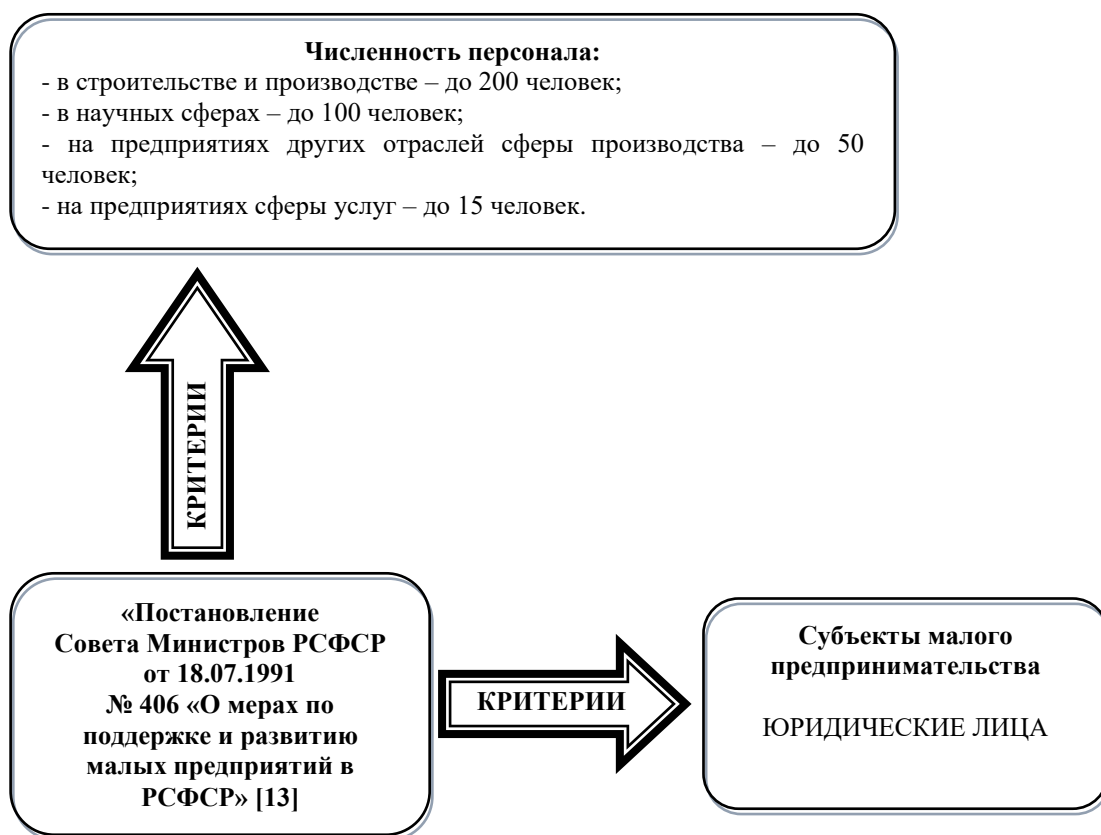 Численность персонала:
- в строительстве и производстве – до 200 человек;
- в научных сферах – до 100 человек;
- на предприятиях других отраслей сферы производства – до 50
человек;
- на предприятиях сферы услуг – до 15 человек.
КРИТЕРИИ
«Постановление
Совета Министров РСФСР
от 18.07.1991
№ 406 «О мерах по
поддержке и развитию
малых предприятий в
РСФСР» [13]
КРИТЕРИИ
Субъекты малого
предпринимательства
ЮРИДИЧЕСКИЕ ЛИЦА